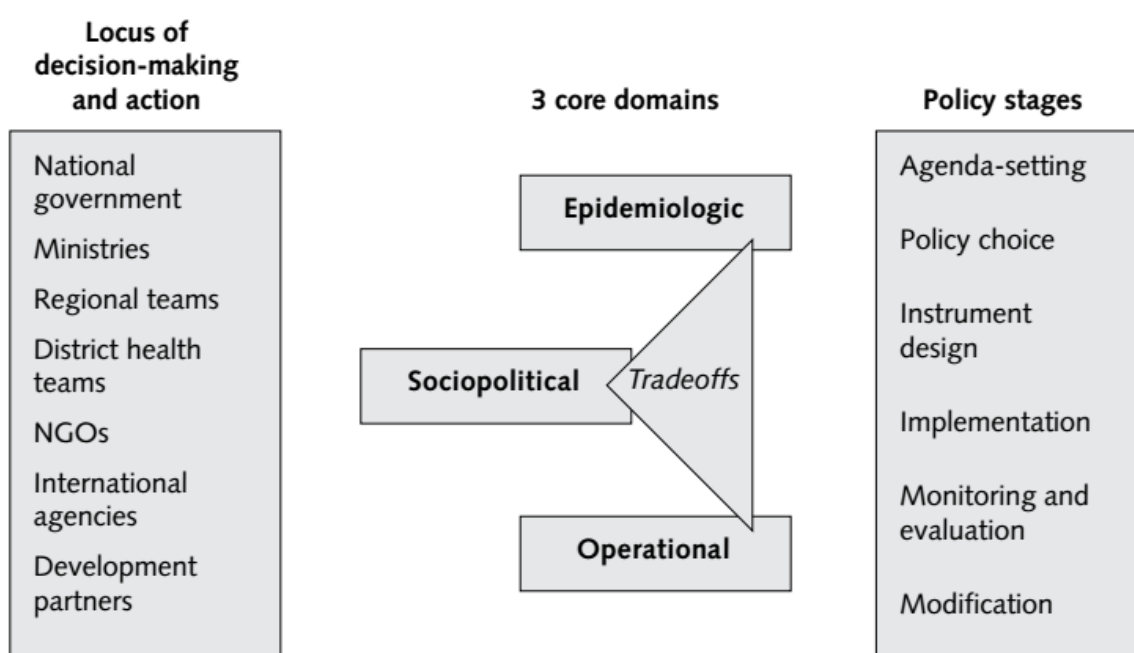 Locus of
decision-making
and action
National
government
Ministries
Regional teams
District health
teams
NGOs
International
agencies
Development
partners
3 core domains
Epidemiologic
Sociopolitical
Tradeoffs
Operational
Policy stages
Agenda-setting
Policy choice
Instrument
design
Implementation
Monitoring and
evaluation
Modification